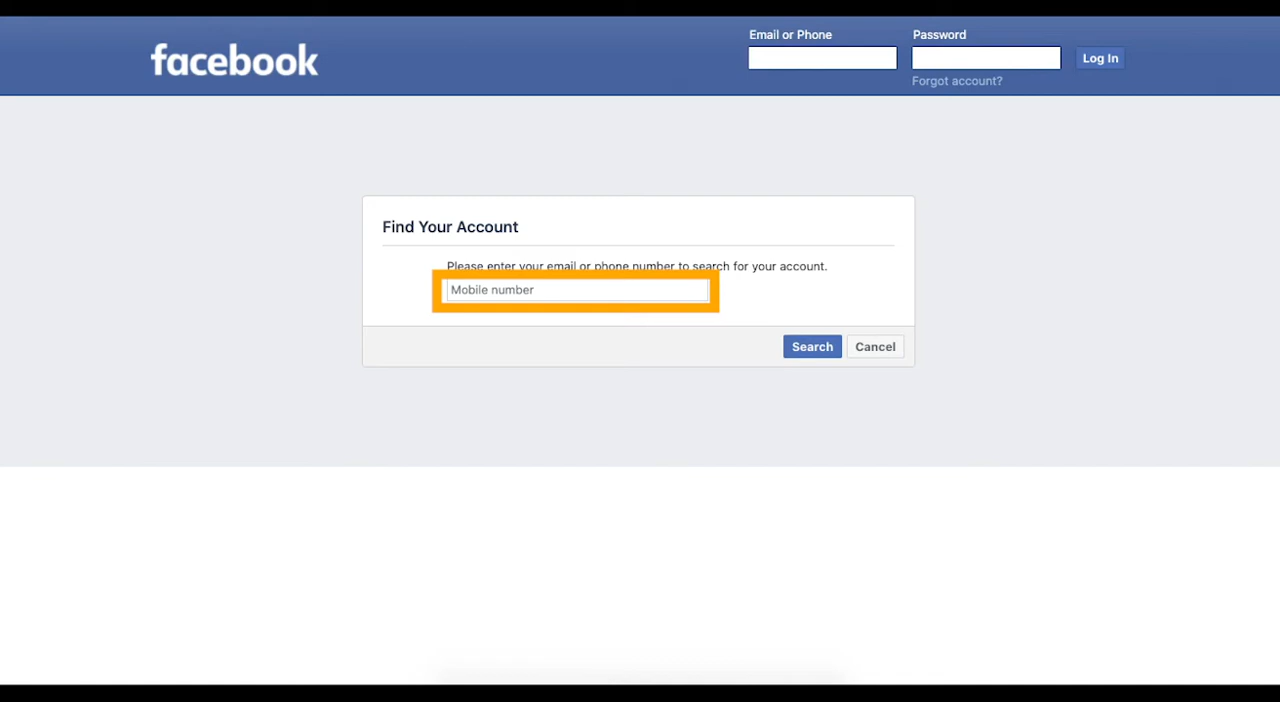 facebook
Email or Phone
Password
Log In
Forgot account?
Find Your Account
Please enter your email or phone number to search for your account.
Mobile number
Search
Cancel